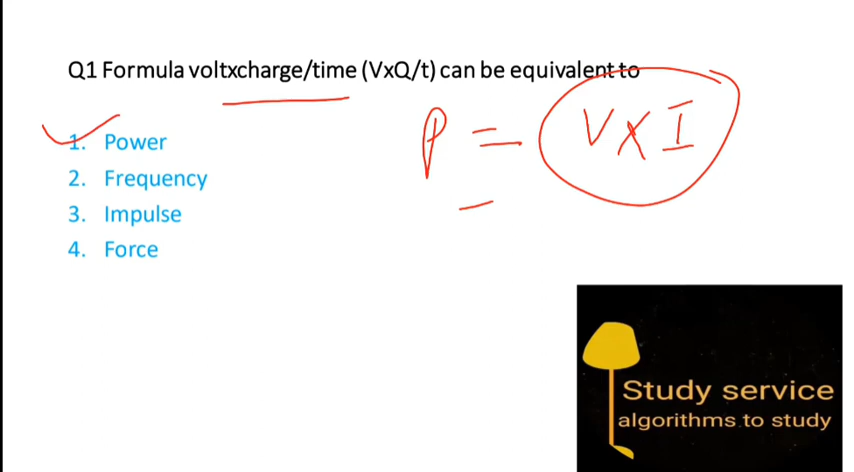 Q1 Formula voltxcharge/time (VxQ/t) can be equivalent to
P = V X I
=
1. Power
2. Frequency
3. Impulse
4. Force
Study service
algorithms to study